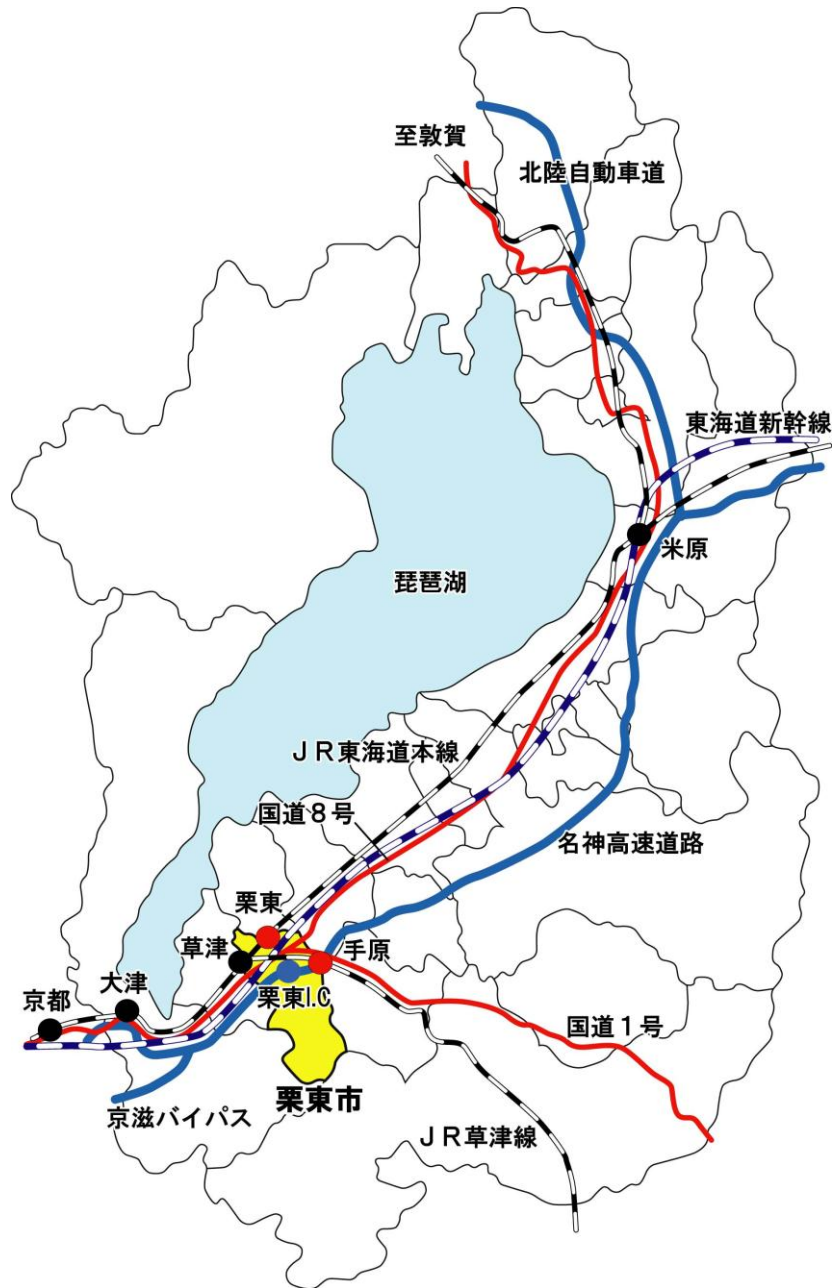 至敦賀
北陸自動車道
東海道新幹線
米原
琵琶湖
JR東海道本線
国道8号
名神高速道路
栗東
草津
手原
大津
栗東I.C
京都
国道1号
栗東市
京滋バイパス
JR草津線